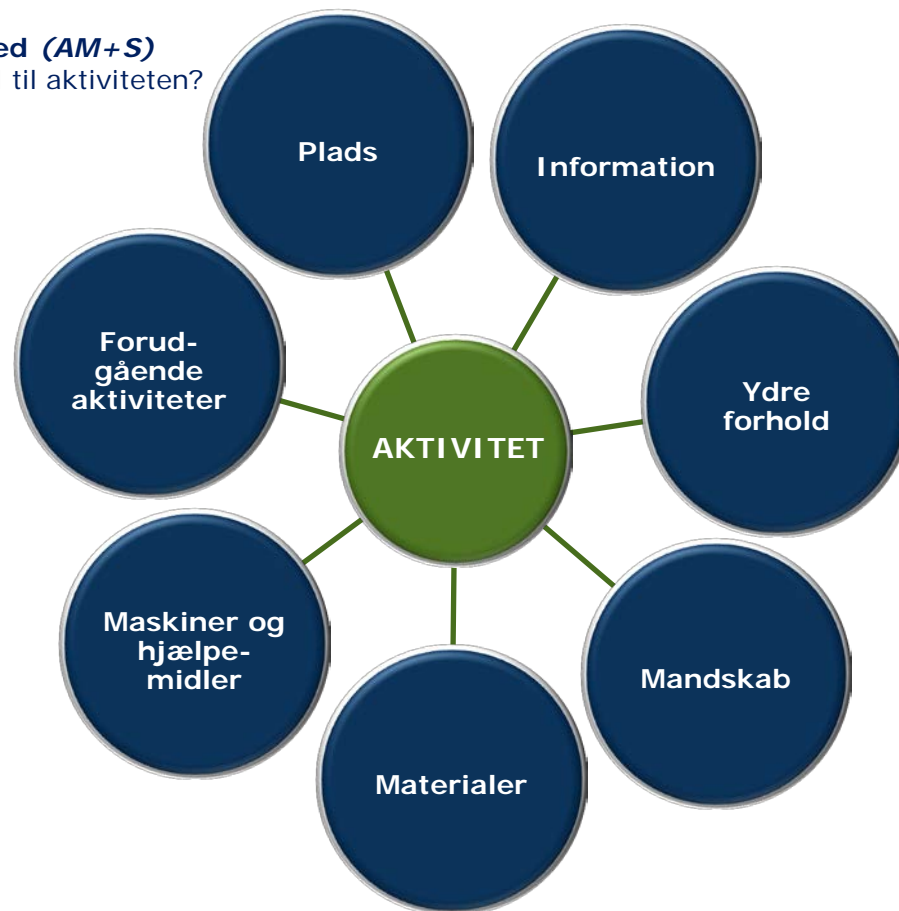 ed (AM+S)
til aktiviteten?
Plads
Information
Forud-
gående
aktiviteter
Ydre
forhold
AKTIVITET
Maskiner og
hjælpe-
midler
Mandskab
Materialer